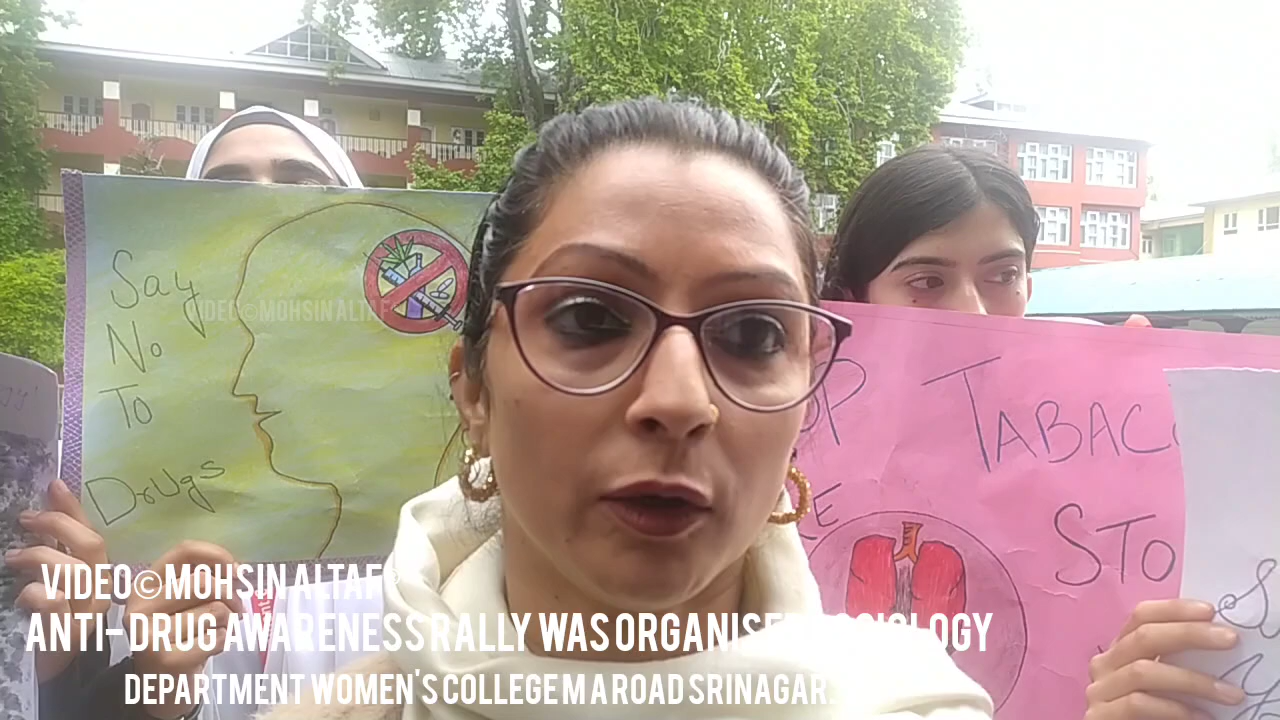 Say
No
To
Drugs
VIDEO©MOHSIN ALTAF
TABAC
STO
VIDEO©MOHSIN ALTAF®
ANTI-DRUG AWARENESS RALLY WAS ORGANISED SOCIOLOGY
DEPARTMENT WOMEN'S COLLEGE M A ROAD SRINAGAR.